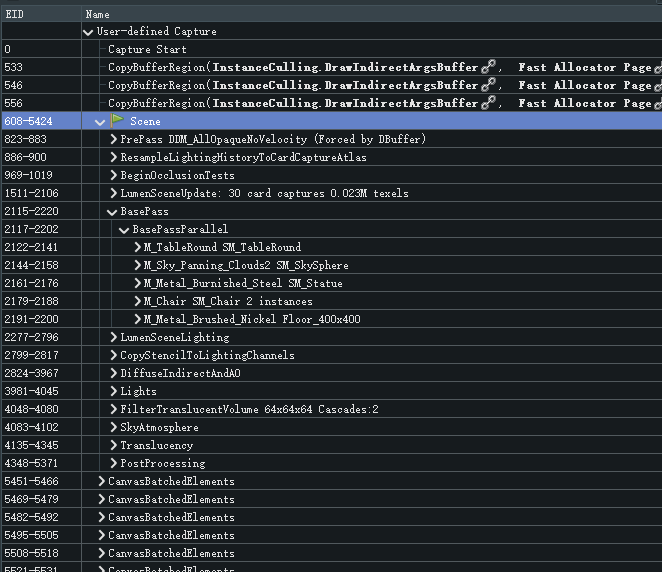 EID Name
User-defined Capture
0 Capture Start
533 CopyBufferRegion(InstanceCulling.DrawIndirectArgsBuffer, Fast Allocator Page
546 CopyBufferRegion(InstanceCulling.DrawIndirectArgsBuffer, Fast Allocator Page
556 CopyBufferRegion(InstanceCulling.DrawIndirectArgsBuffer, Fast Allocator Page
608-5424 Scene
823-883 PrePass DDM_AllOpaqueNoVelocity (Forced by DBuffer)
886-900 ResampleLightingHistoryToCardCaptureAtlas
969-1019 BeginOcclusionTests
1511-2106 LumenSceneUpdate: 30 card captures 0.023M texels
2115-2220 BasePass
2117-2202 BasePassParallel
2122-2141 M_TableRound SM_TableRound
2144-2158 M_Sky_Panning_Clouds2 SM_SkySphere
2161-2176 M_Metal_Burnished_Steel SM_Statue
2179-2188 M_Chair SM_Chair 2 instances
2191-2200 M_Metal_Brushed_Nickel Floor_400x400
2277-2796 LumenSceneLighting
2799-2817 CopyStencilToLightingChannels
2824-3967 DiffuseIndirectAndAO
3981-4045 Lights
4048-4080 FilterTranslucentVolume 64x64x64 Cascades:2
4083-4102 SkyAtmosphere
4135-4345 Translucency
4348-5371 PostProcessing
5451-5466 CanvasBatchedElements
5469-5479 CanvasBatchedElements
5482-5492 CanvasBatchedElements
5495-5505 CanvasBatchedElements
5508-5518 CanvasBatchedElements
5521-5531 CanvasBatchedElements